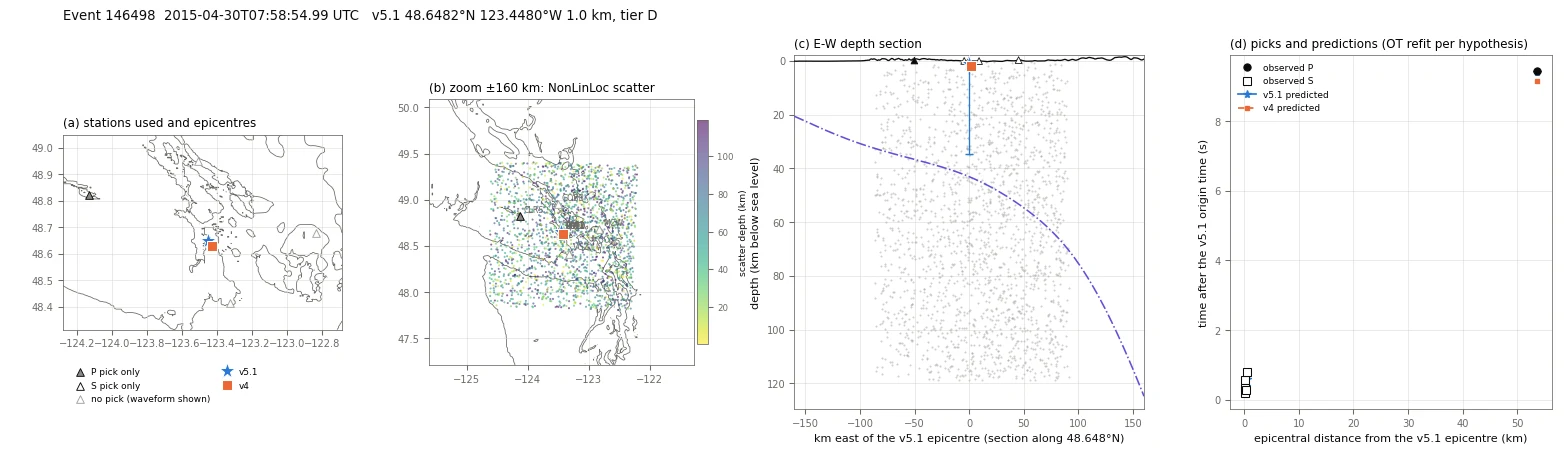 Event 146498  2015-04-30T07:58:54.99 UTC   v5.1 48.6482°N 123.4480°W 1.0 km, tier D
(a) stations used and epicentres
49.0
48.9
48.8
48.7
48.6
48.5
48.4
−124.2 −124.0 −123.8 −123.6 −123.4 −123.2 −123.0 −122.8
P pick only
S pick only
no pick (waveform shown)
v5.1
v4
(b) zoom ±160 km: NonLinLoc scatter
50.0
49.5
49.0
48.5
48.0
47.5
−125 −124 −123 −122
100
80
60
40
20
scatter depth (km)
(c) E-W depth section
0
20
40
60
80
100
120
depth (km below sea level)
−150 −100 −50 0 50 100 150
km east of the v5.1 epicentre (section along 48.648°N)
(d) picks and predictions (OT refit per hypothesis)
observed P
observed S
v5.1 predicted
v4 predicted
8
6
4
2
0
time after the v5.1 origin time (s)
0 10 20 30 40 50
epicentral distance from the v5.1 epicentre (km)